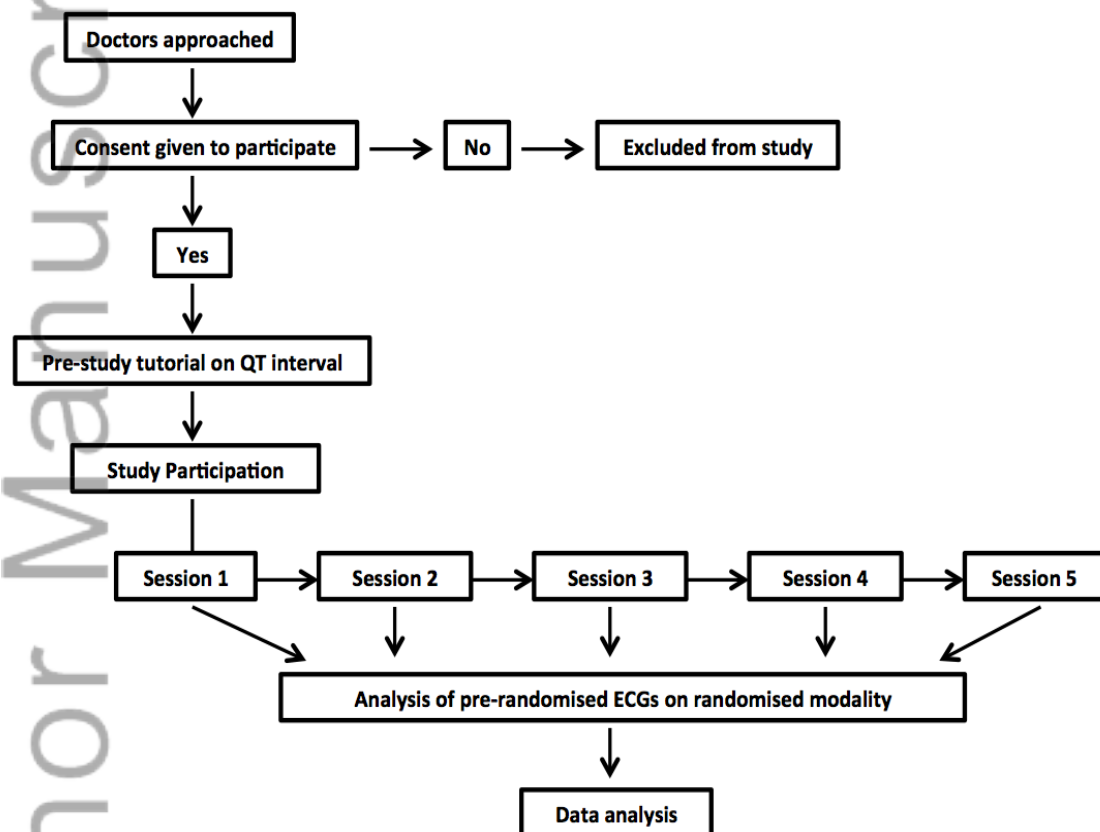 Doctors approached
Consent given to participate
No
Excluded from study
Yes
Pre-study tutorial on QT interval
Study Participation
Session 1
Session 2
Session 3
Session 4
Session 5
Analysis of pre-randomised ECGs on randomised modality
Data analysis